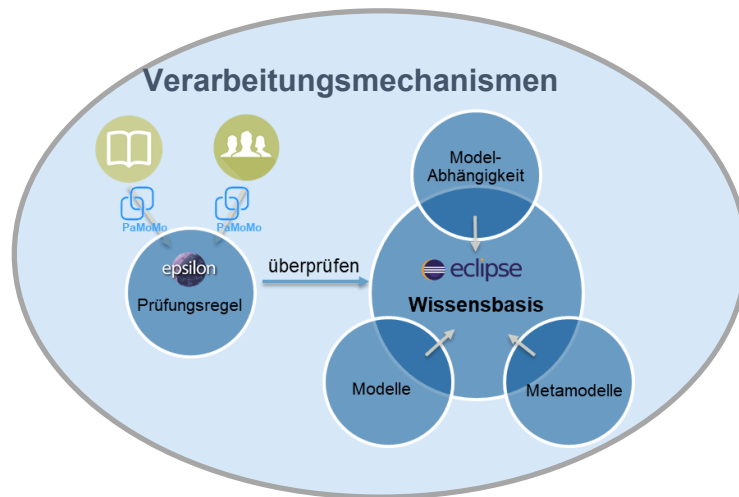 Verarbeitungsmechanismen
PaMoMo
PaMoMo
epsilon
Prüfungsregel
überprüfen
Model-
Abhängigkeit
eclipse
Wissensbasis
Modelle
Metamodelle